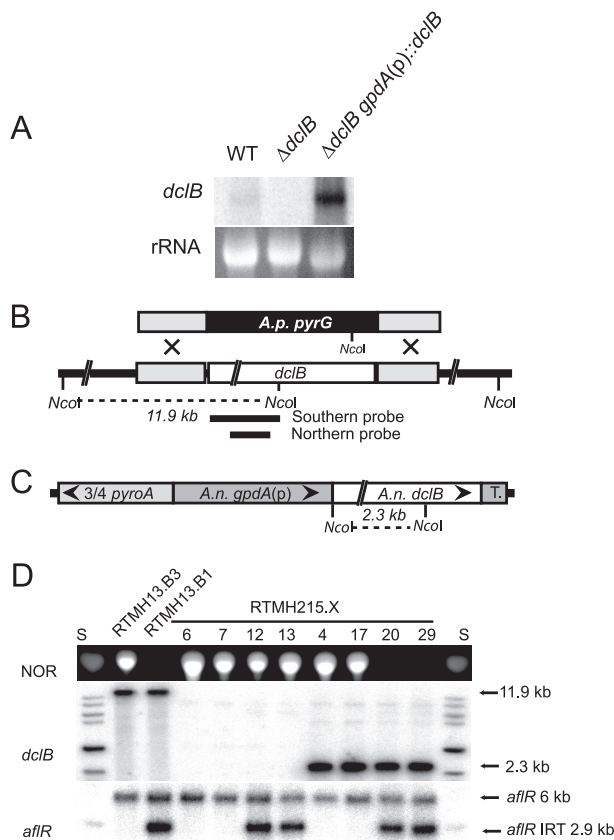 A
WT
ΔdclB
ΔdclB gpdA(p)::dclB
dclB
rRNA
B
A.p. pyrG
NcoI
dclB
NcoI
NcoI
NcoI
11.9 kb
Southern probe
Northern probe
C
3/4 pyroA
A.n. gpdA(p)
A.n. dclB
T.
2.3 kb
NcoI
NcoI
D
RTMH13.B3
RTMH13.B1
RTMH215.X
S 6 7 12 13 4 17 20 29 S
NOR
11.9 kb
dclB
2.3 kb
aflR 6 kb
aflR
aflR IRT 2.9 kb